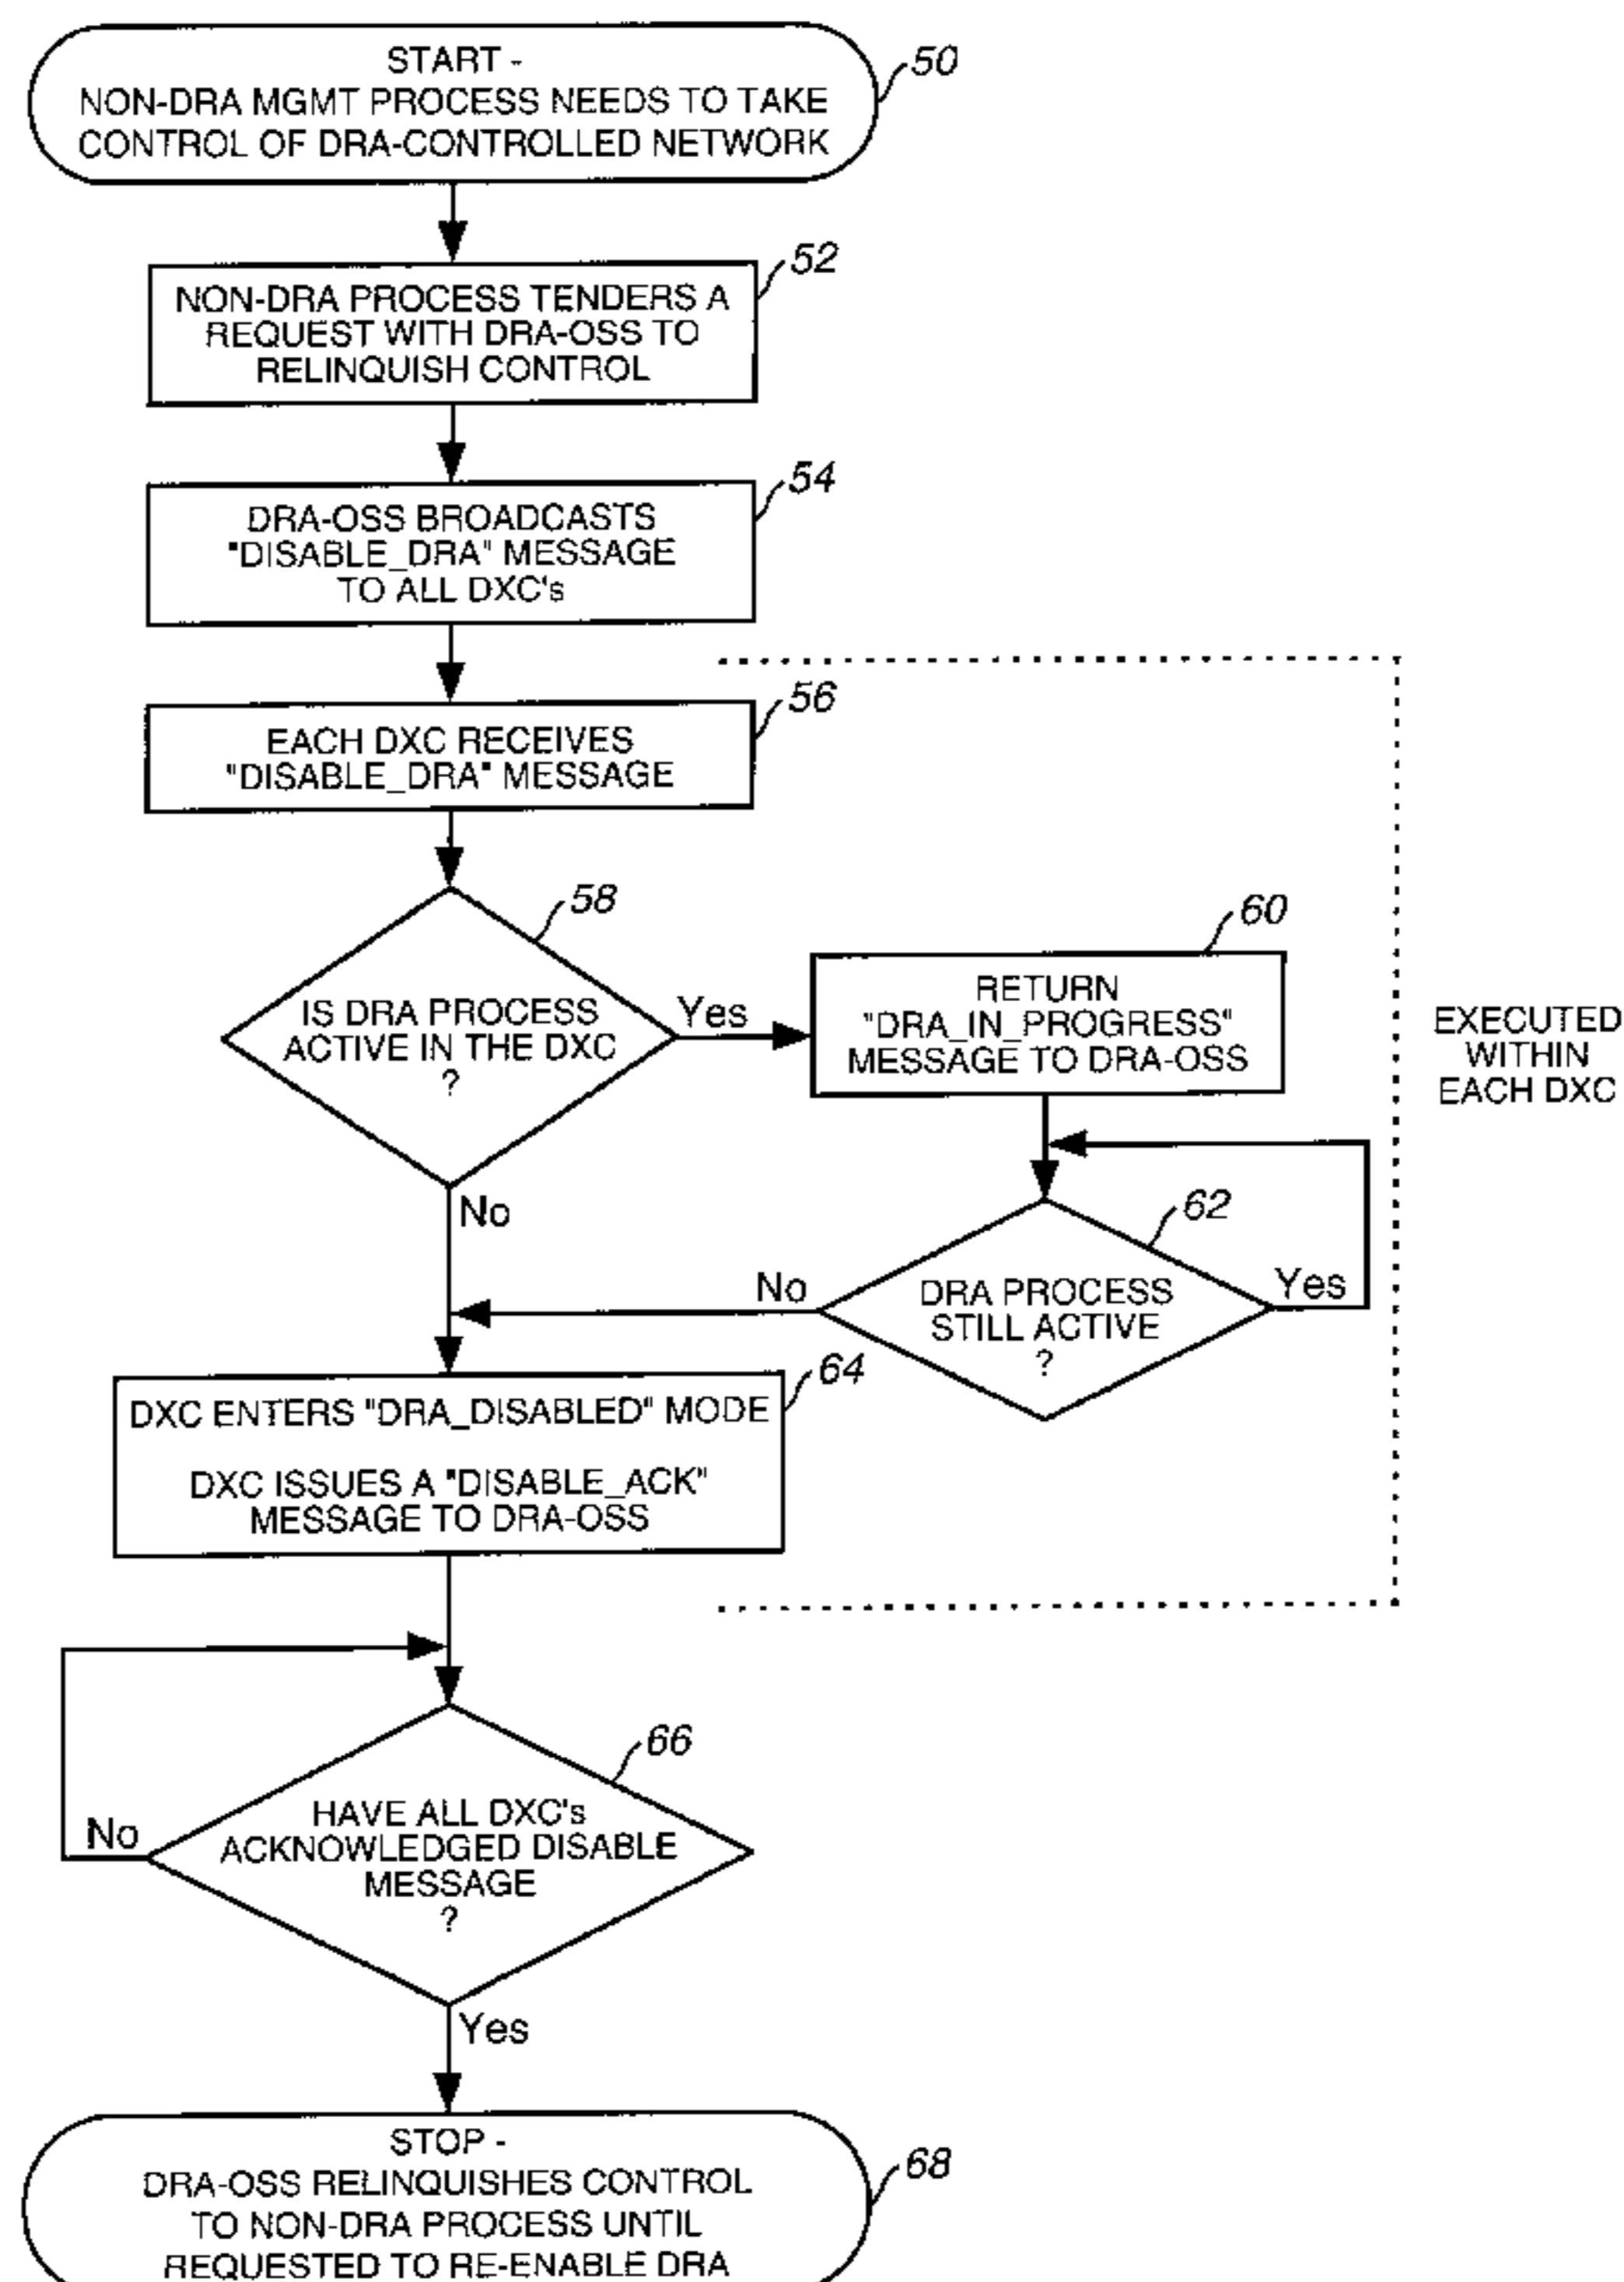 START -
NON-DRA MGMT PROCESS NEEDS TO TAKE
CONTROL OF DRA-CONTROLLED NETWORK
50
52
NON-DRA PROCESS TENDERS A
REQUEST WITH DRA-OSS TO
RELINQUISH CONTROL
54
DRA-OSS BROADCASTS
"DISABLE_DRA" MESSAGE
TO ALL DXC's
56
EACH DXC RECEIVES
"DISABLE_DRA" MESSAGE
58
IS DRA PROCESS
ACTIVE IN THE DXC
?
Yes
No
60
RETURN
"DRA_IN_PROGRESS"
MESSAGE TO DRA-OSS
EXECUTED
WITHIN
EACH DXC
62
DRA PROCESS
STILL ACTIVE
?
Yes
No
64
DXC ENTERS "DRA_DISABLED" MODE
DXC ISSUES A "DISABLE_ACK"
MESSAGE TO DRA-OSS
66
HAVE ALL DXC's
ACKNOWLEDGED DISABLE
MESSAGE
?
No
Yes
STOP -
DRA-OSS RELINQUISHES CONTROL
TO NON-DRA PROCESS UNTIL
REQUESTED TO RE-ENABLE DRA
68